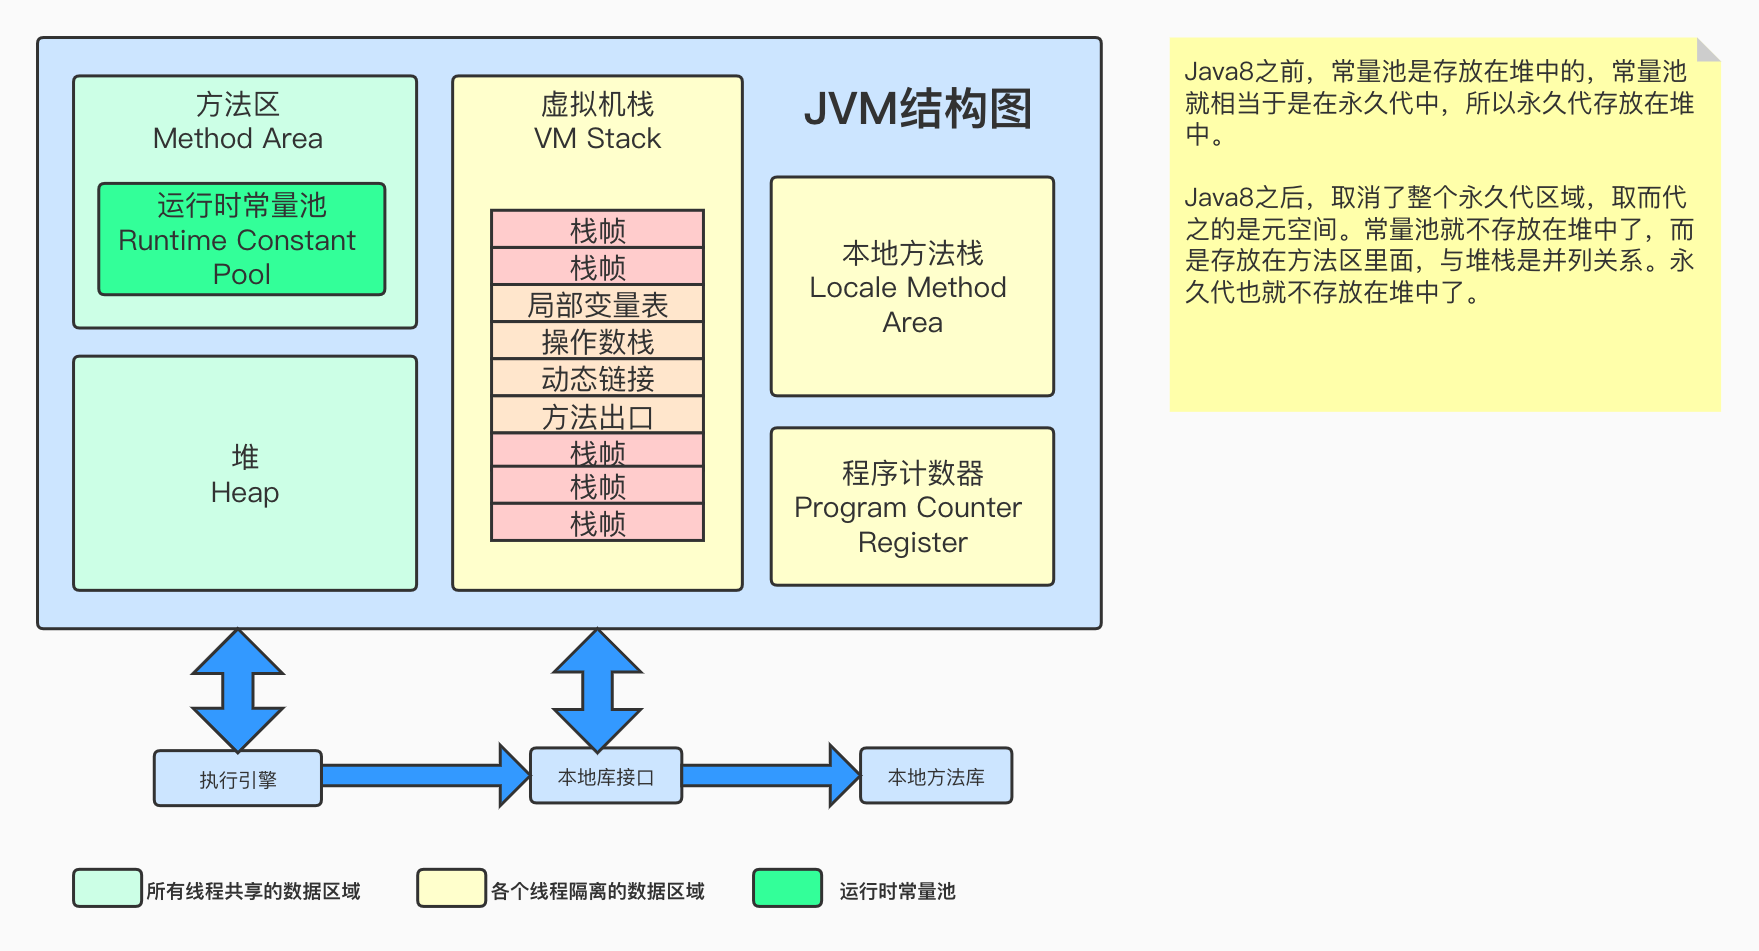 方法区
Method Area
运行时常量池
Runtime Constant
Pool
堆
Heap
虚拟机栈
VM Stack
栈帧
栈帧
局部变量表
操作数栈
动态链接
方法出口
栈帧
栈帧
栈帧
JVM结构图
本地方法栈
Locale Method
Area
程序计数器
Program Counter
Register
Java8之前，常量池是存放在堆中的，常量池
就相当于是在永久代中，所以永久代存放在堆
中。
Java8之后，取消了整个永久代区域，取而代
之的是元空间。常量池就不存放在堆中了，而
是存放在方法区里面，与堆栈是并列关系。永
久代也就不存放在堆中了。
执行引擎
本地库接口
本地方法库
所有线程共享的数据区域
各个线程隔离的数据区域
运行时常量池